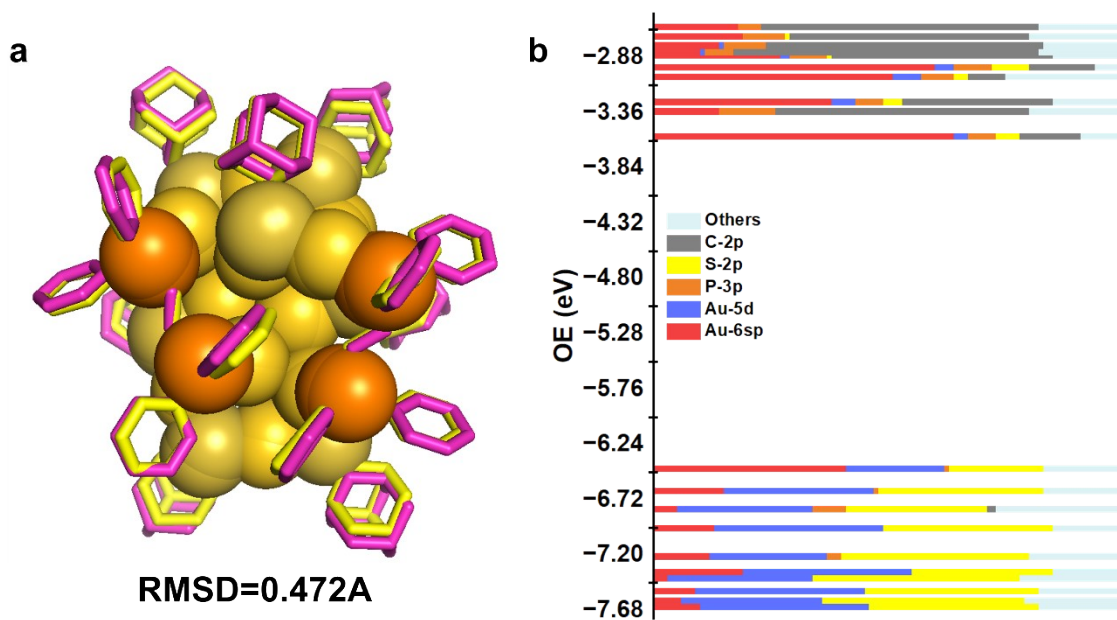 a
RMSD=0.472A
b
OE (eV)
−2.88
−3.36
−3.84
−4.32
−4.80
−5.28
−5.76
−6.24
−6.72
−7.20
−7.68
Others
C-2p
S-2p
P-3p
Au-5d
Au-6sp